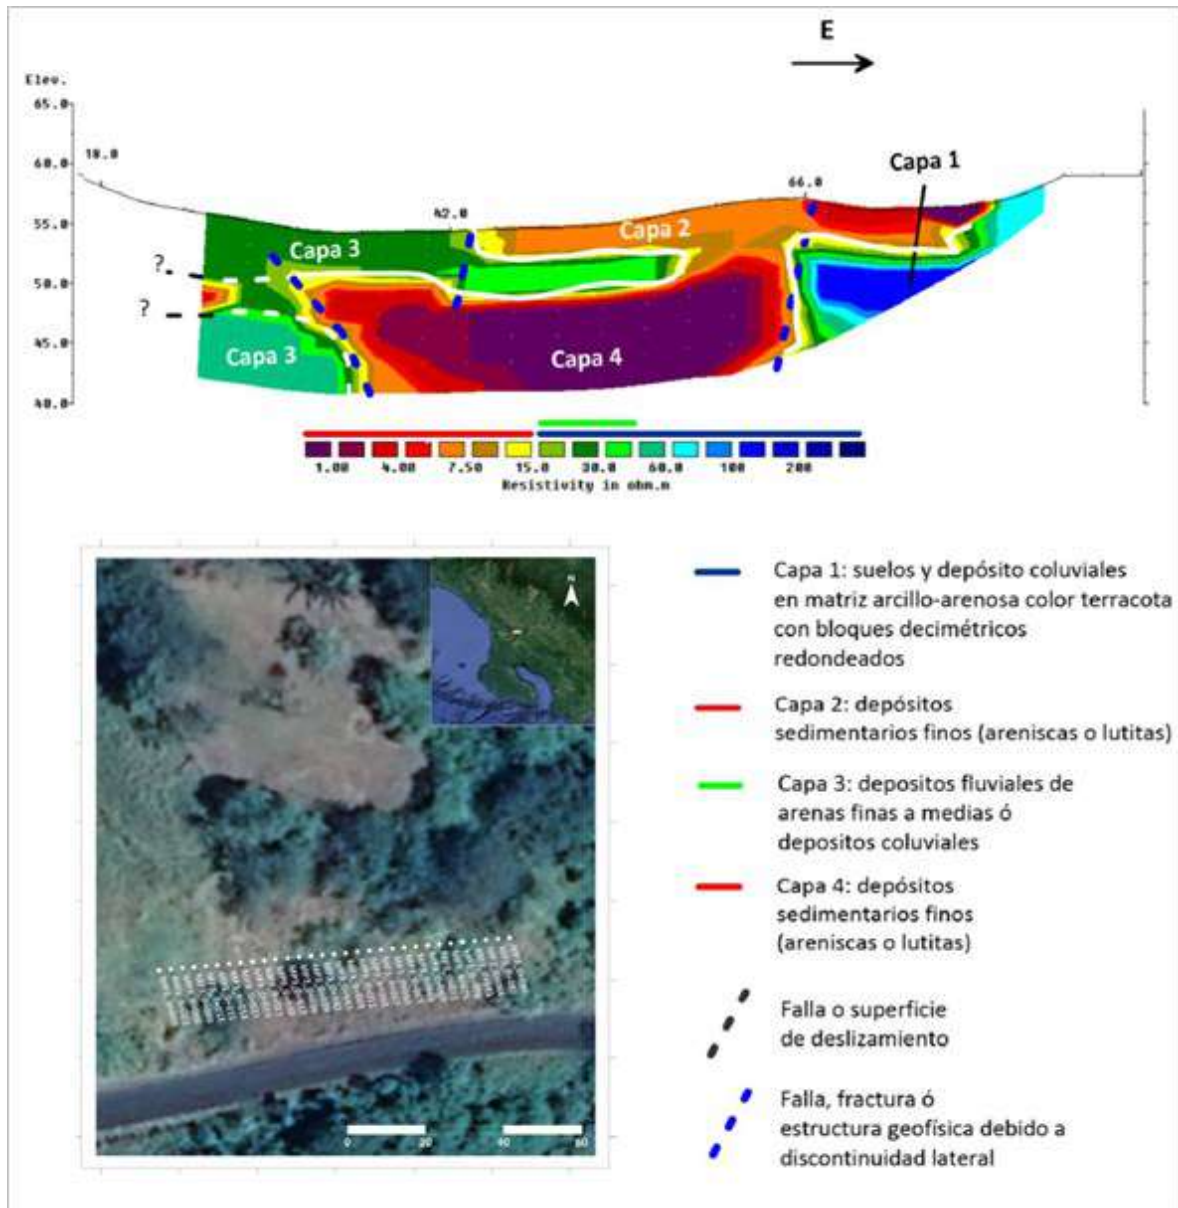 E
Elev.
65.0
60.0
55.0
50.0
45.0
40.0
18.0
42.0
66.0
Capa 1
Capa 2
Capa 3
?
?
Capa 3
Capa 4
1.00 4.00 7.50 15.0 30.0 60.0 100 200
Resistivity in ohm.m
N
0 20 40 60
Capa 1: suelos y depósito coluviales
en matriz arcillo-arenosa color terracota
con bloques decimétricos
redondeados
Capa 2: depósitos
sedimentarios finos (areniscas o lutitas)
Capa 3: depositos fluviales de
arenas finas a medias ó
depositos coluviales
Capa 4: depósitos
sedimentarios finos
(areniscas o lutitas)
Falla o superficie
de deslizamiento
Falla, fractura ó
estructura geofísica debido a
discontinuidad lateral